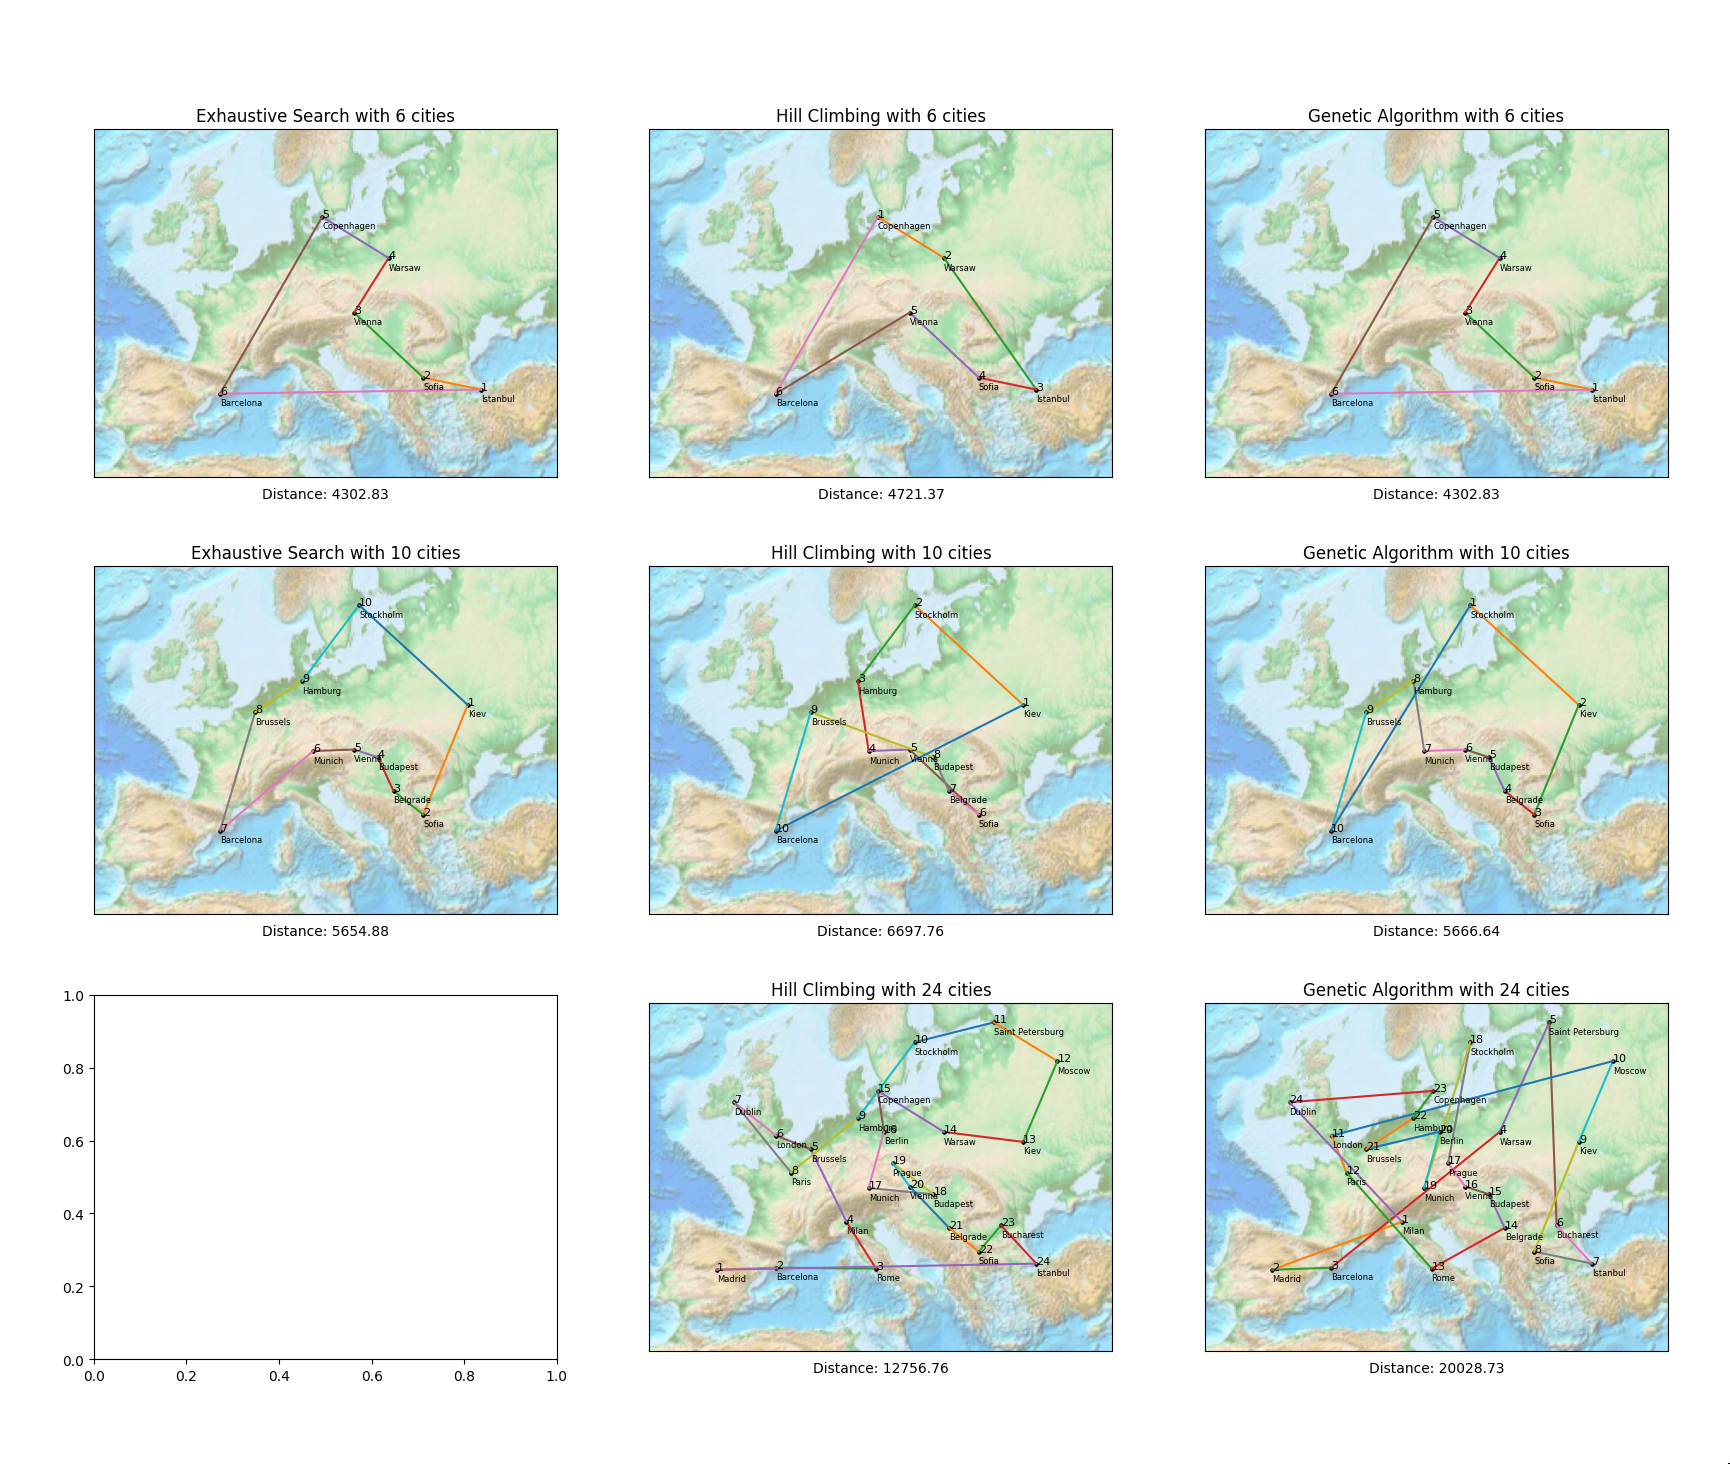 Exhaustive Search with 6 cities
5
Copenhagen
4
Warsaw
3
Vienna
2
Sofia
1
Istanbul
6
Barcelona
Distance: 4302.83
Hill Climbing with 6 cities
1
Copenhagen
2
Warsaw
5
Vienna
4
Sofia
3
Istanbul
6
Barcelona
Distance: 4721.37
Genetic Algorithm with 6 cities
5
Copenhagen
4
Warsaw
3
Vienna
2
Sofia
1
Istanbul
6
Barcelona
Distance: 4302.83
Exhaustive Search with 10 cities
10
Stockholm
9
Hamburg
1
Kiev
8
Brussels
6
Munich
5
Vienna
4
Budapest
3
Belgrade
2
Sofia
7
Barcelona
Distance: 5654.88
Hill Climbing with 10 cities
2
Stockholm
3
Hamburg
1
Kiev
9
Brussels
4
Munich
5
Vienna
8
Budapest
7
Belgrade
6
Sofia
10
Barcelona
Distance: 6697.76
Genetic Algorithm with 10 cities
1
Stockholm
8
Hamburg
2
Kiev
9
Brussels
7
Munich
6
Vienna
5
Budapest
4
Belgrade
3
Sofia
10
Barcelona
Distance: 5666.64
1.0
0.8
0.6
0.4
0.2
0.0
0.0 0.2 0.4 0.6 0.8 1.0
Hill Climbing with 24 cities
11
Saint Petersburg
10
Stockholm
12
Moscow
15
Copenhagen
7
Dublin
9
Hamburg
6
London
16
Berlin
14
Warsaw
13
Kiev
5
Brussels
8
Paris
19
Prague
17
Munich
20
Vienna
18
Budapest
4
Milan
21
Belgrade
23
Bucharest
22
Sofia
1
Madrid
2
Barcelona
3
Rome
24
Istanbul
Distance: 12756.76
Genetic Algorithm with 24 cities
5
Saint Petersburg
18
Stockholm
10
Moscow
23
Copenhagen
24
Dublin
22
Hamburg
11
London
20
Berlin
4
Warsaw
9
Kiev
21
Brussels
12
Paris
17
Prague
19
Munich
16
Vienna
15
Budapest
1
Milan
14
Belgrade
6
Bucharest
8
Sofia
2
Madrid
3
Barcelona
13
Rome
7
Istanbul
Distance: 20028.73